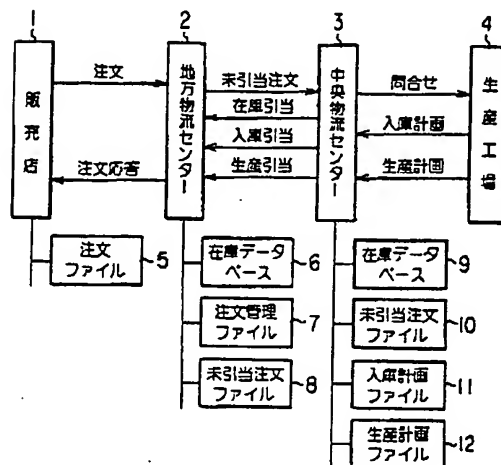 1
2
3
4
販売店
地方物流センター
中央物流センター
生産工場
注文
注文応答
未引当注文
在庫引当
入庫引当
生産引当
問合せ
入庫計画
生産計画
注文
ファイル
5
在庫データ
ベース
6
注文管理
ファイル
7
未引当注文
ファイル
8
在庫データ
ベース
9
未引当注文
ファイル
10
入庫計画
ファイル
11
生産計画
ファイル
12